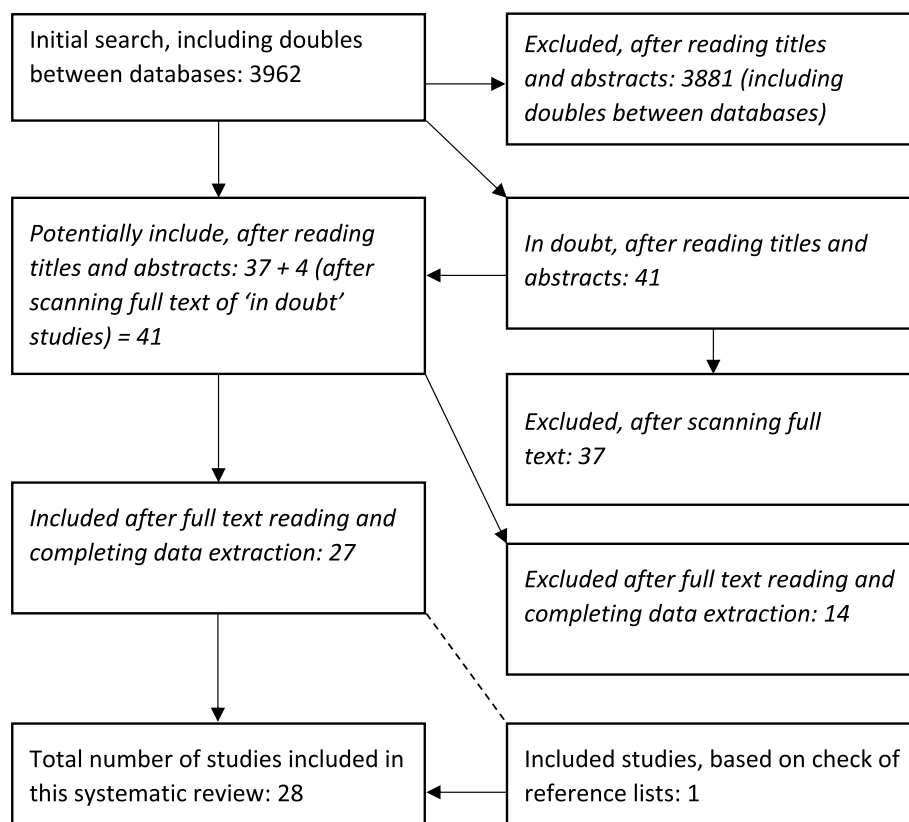 Initial search, including doubles
between databases: 3962
Excluded, after reading titles
and abstracts: 3881 (including
doubles between databases)
Potentially include, after reading
titles and abstracts: 37 + 4 (after
scanning full text of ‘in doubt’
studies) = 41
In doubt, after reading titles and
abstracts: 41
Excluded, after scanning full
text: 37
Included after full text reading and
completing data extraction: 27
Excluded after full text reading and
completing data extraction: 14
Total number of studies included in
this systematic review: 28
Included studies, based on check of
reference lists: 1